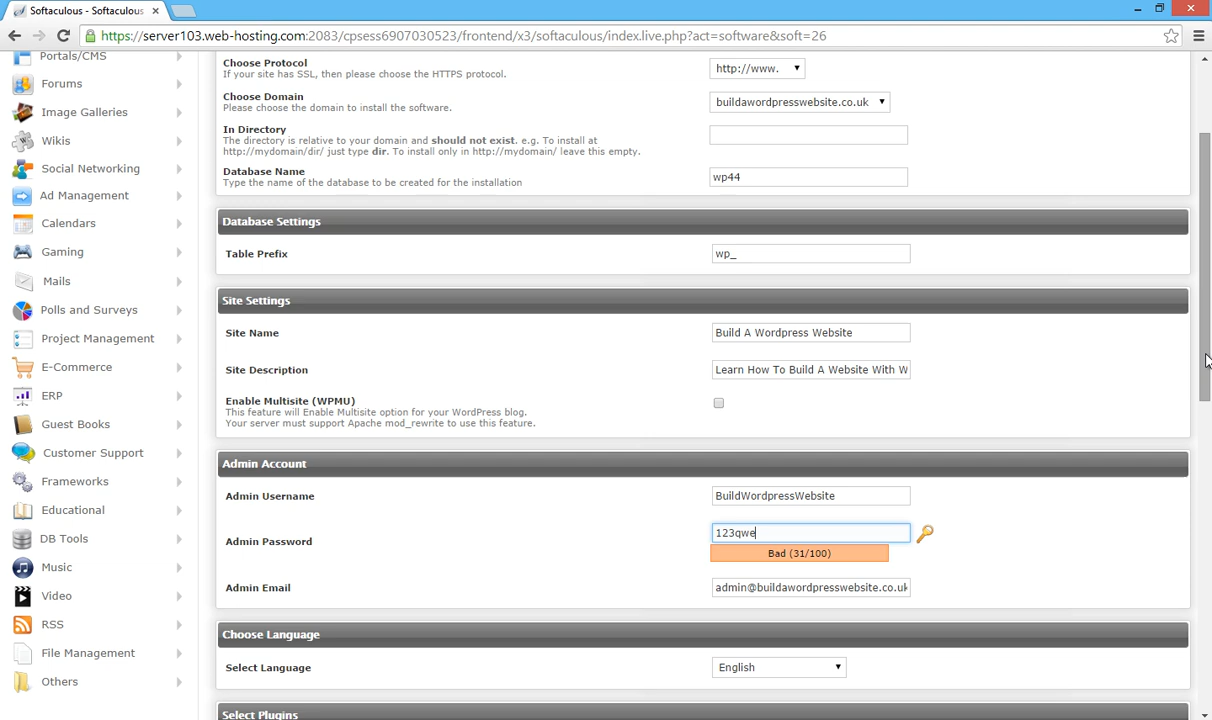 Softaculous - Softaculous
https://server103.web-hosting.com:2083/cpsess6907030523/frontend/x3/softaculous/index.live.php?act=software&soft=26
Portals/CMS
Forums
Image Galleries
Wikis
Social Networking
Ad Management
Calendars
Gaming
Mails
Polls and Surveys
Project Management
E-Commerce
ERP
Guest Books
Customer Support
Frameworks
Educational
DB Tools
Music
Video
RSS
File Management
Others
Choose Protocol
If your site has SSL, then please choose the HTTPS protocol.
http://www.
Choose Domain
Please choose the domain to install the software.
buildawordpresswebsite.co.uk
In Directory
The directory is relative to your domain and should not exist. e.g. To install at
http://mydomain/dir/ just type dir. To install only in http://mydomain/ leave this empty.
Database Name
Type the name of the database to be created for the installation
wp44
Database Settings
Table Prefix
wp_
Site Settings
Site Name
Build A Wordpress Website
Site Description
Learn How To Build A Website With W
Enable Multisite (WPMU)
This feature will Enable Multisite option for your WordPress blog.
Your server must support Apache mod_rewrite to use this feature.
Admin Account
Admin Username
BuildWordpressWebsite
Admin Password
123qwe
Bad (31/100)
Admin Email
admin@buildawordpresswebsite.co.uk
Choose Language
Select Language
English
Select Plugins